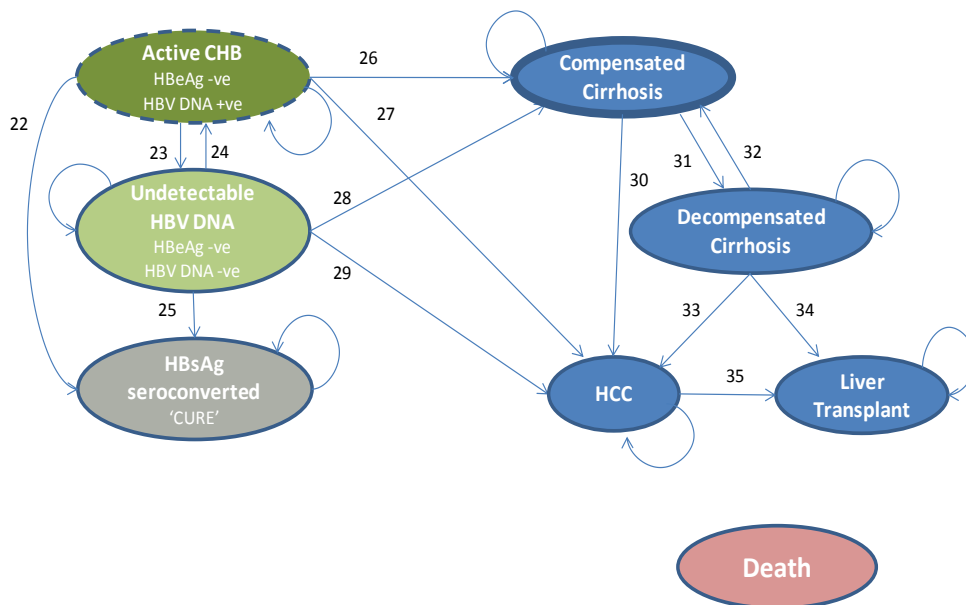 Active CHB
HBeAg -ve
HBV DNA +ve
22
23
24
Undetectable
HBV DNA
HBeAg -ve
HBV DNA -ve
25
HBsAg
seroconverted
‘CURE’
26
27
28
29
Compensated
Cirrhosis
30
31
32
Decompensated
Cirrhosis
33
34
HCC
35
Liver
Transplant
Death